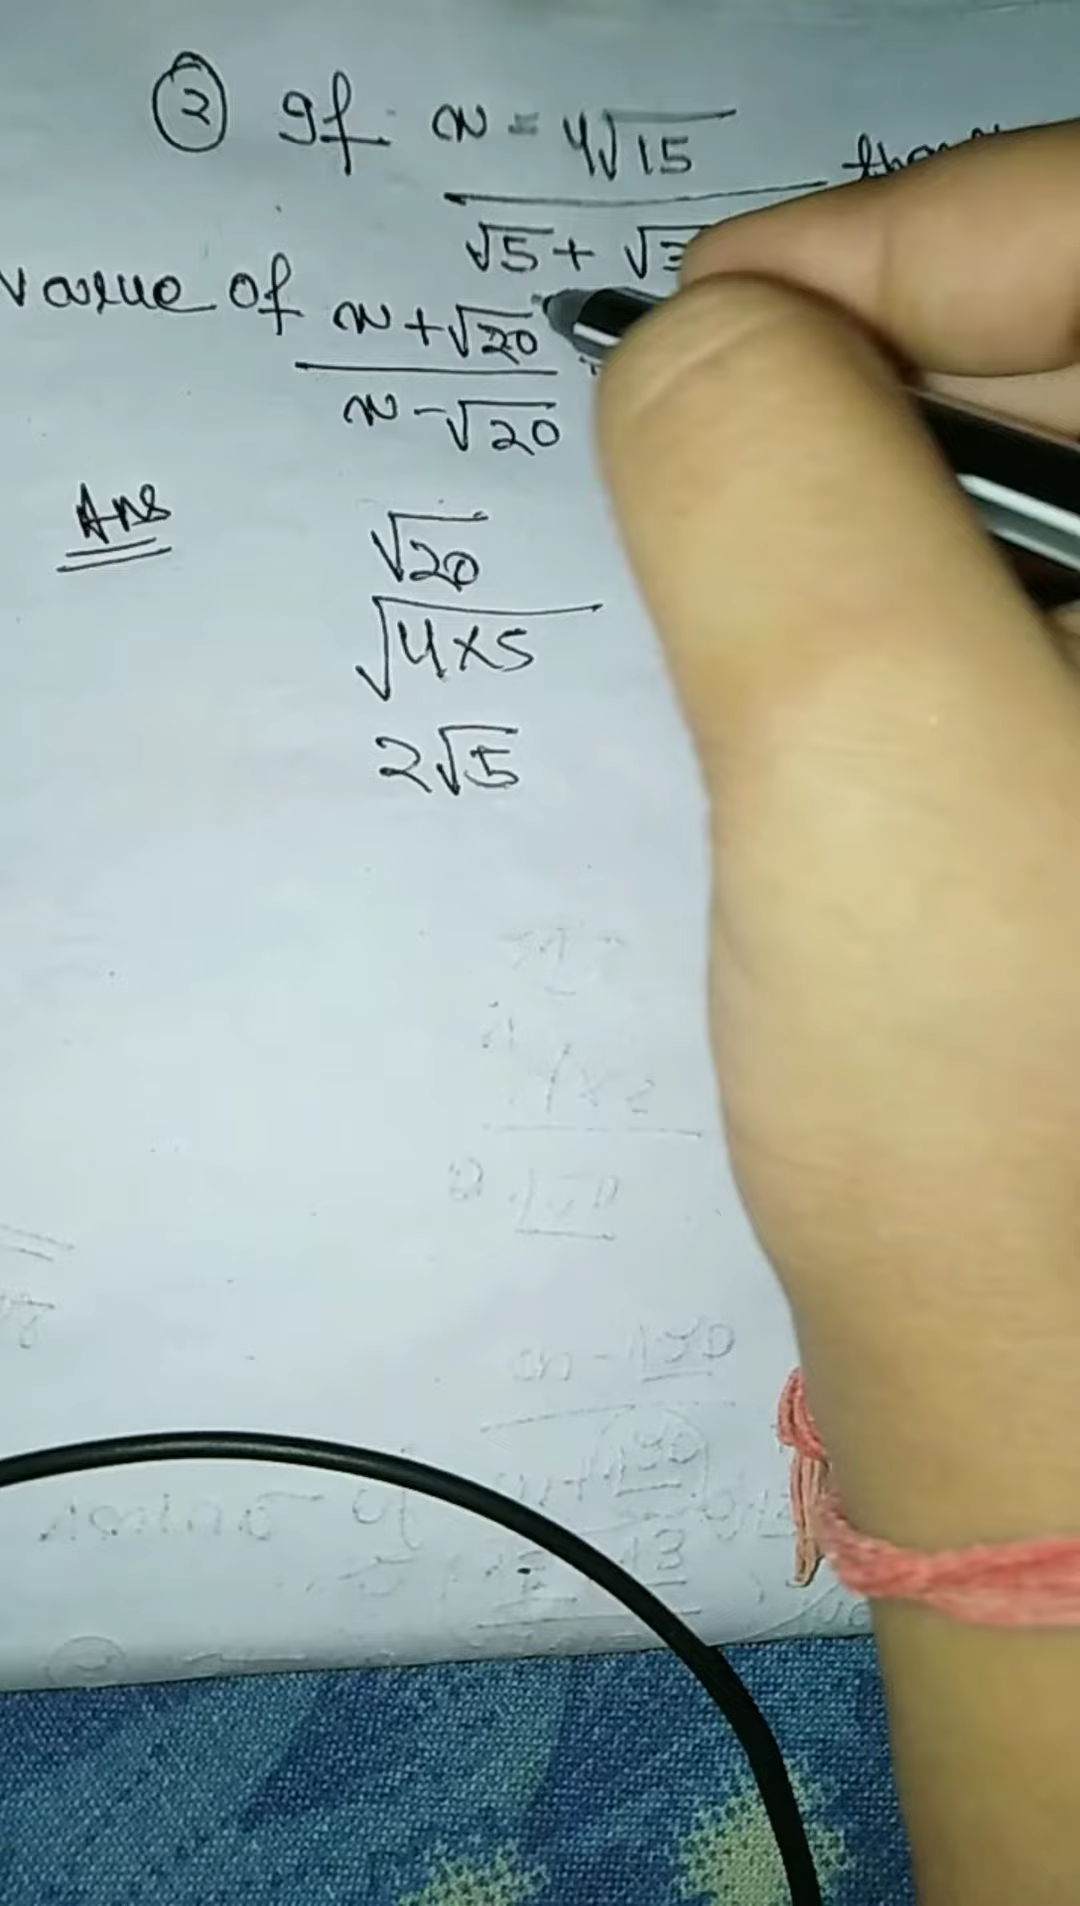 ② If x = 4√15 / √5 + √3
value of x + √20 / x - √20
Ans
√20
√4×5
2√5